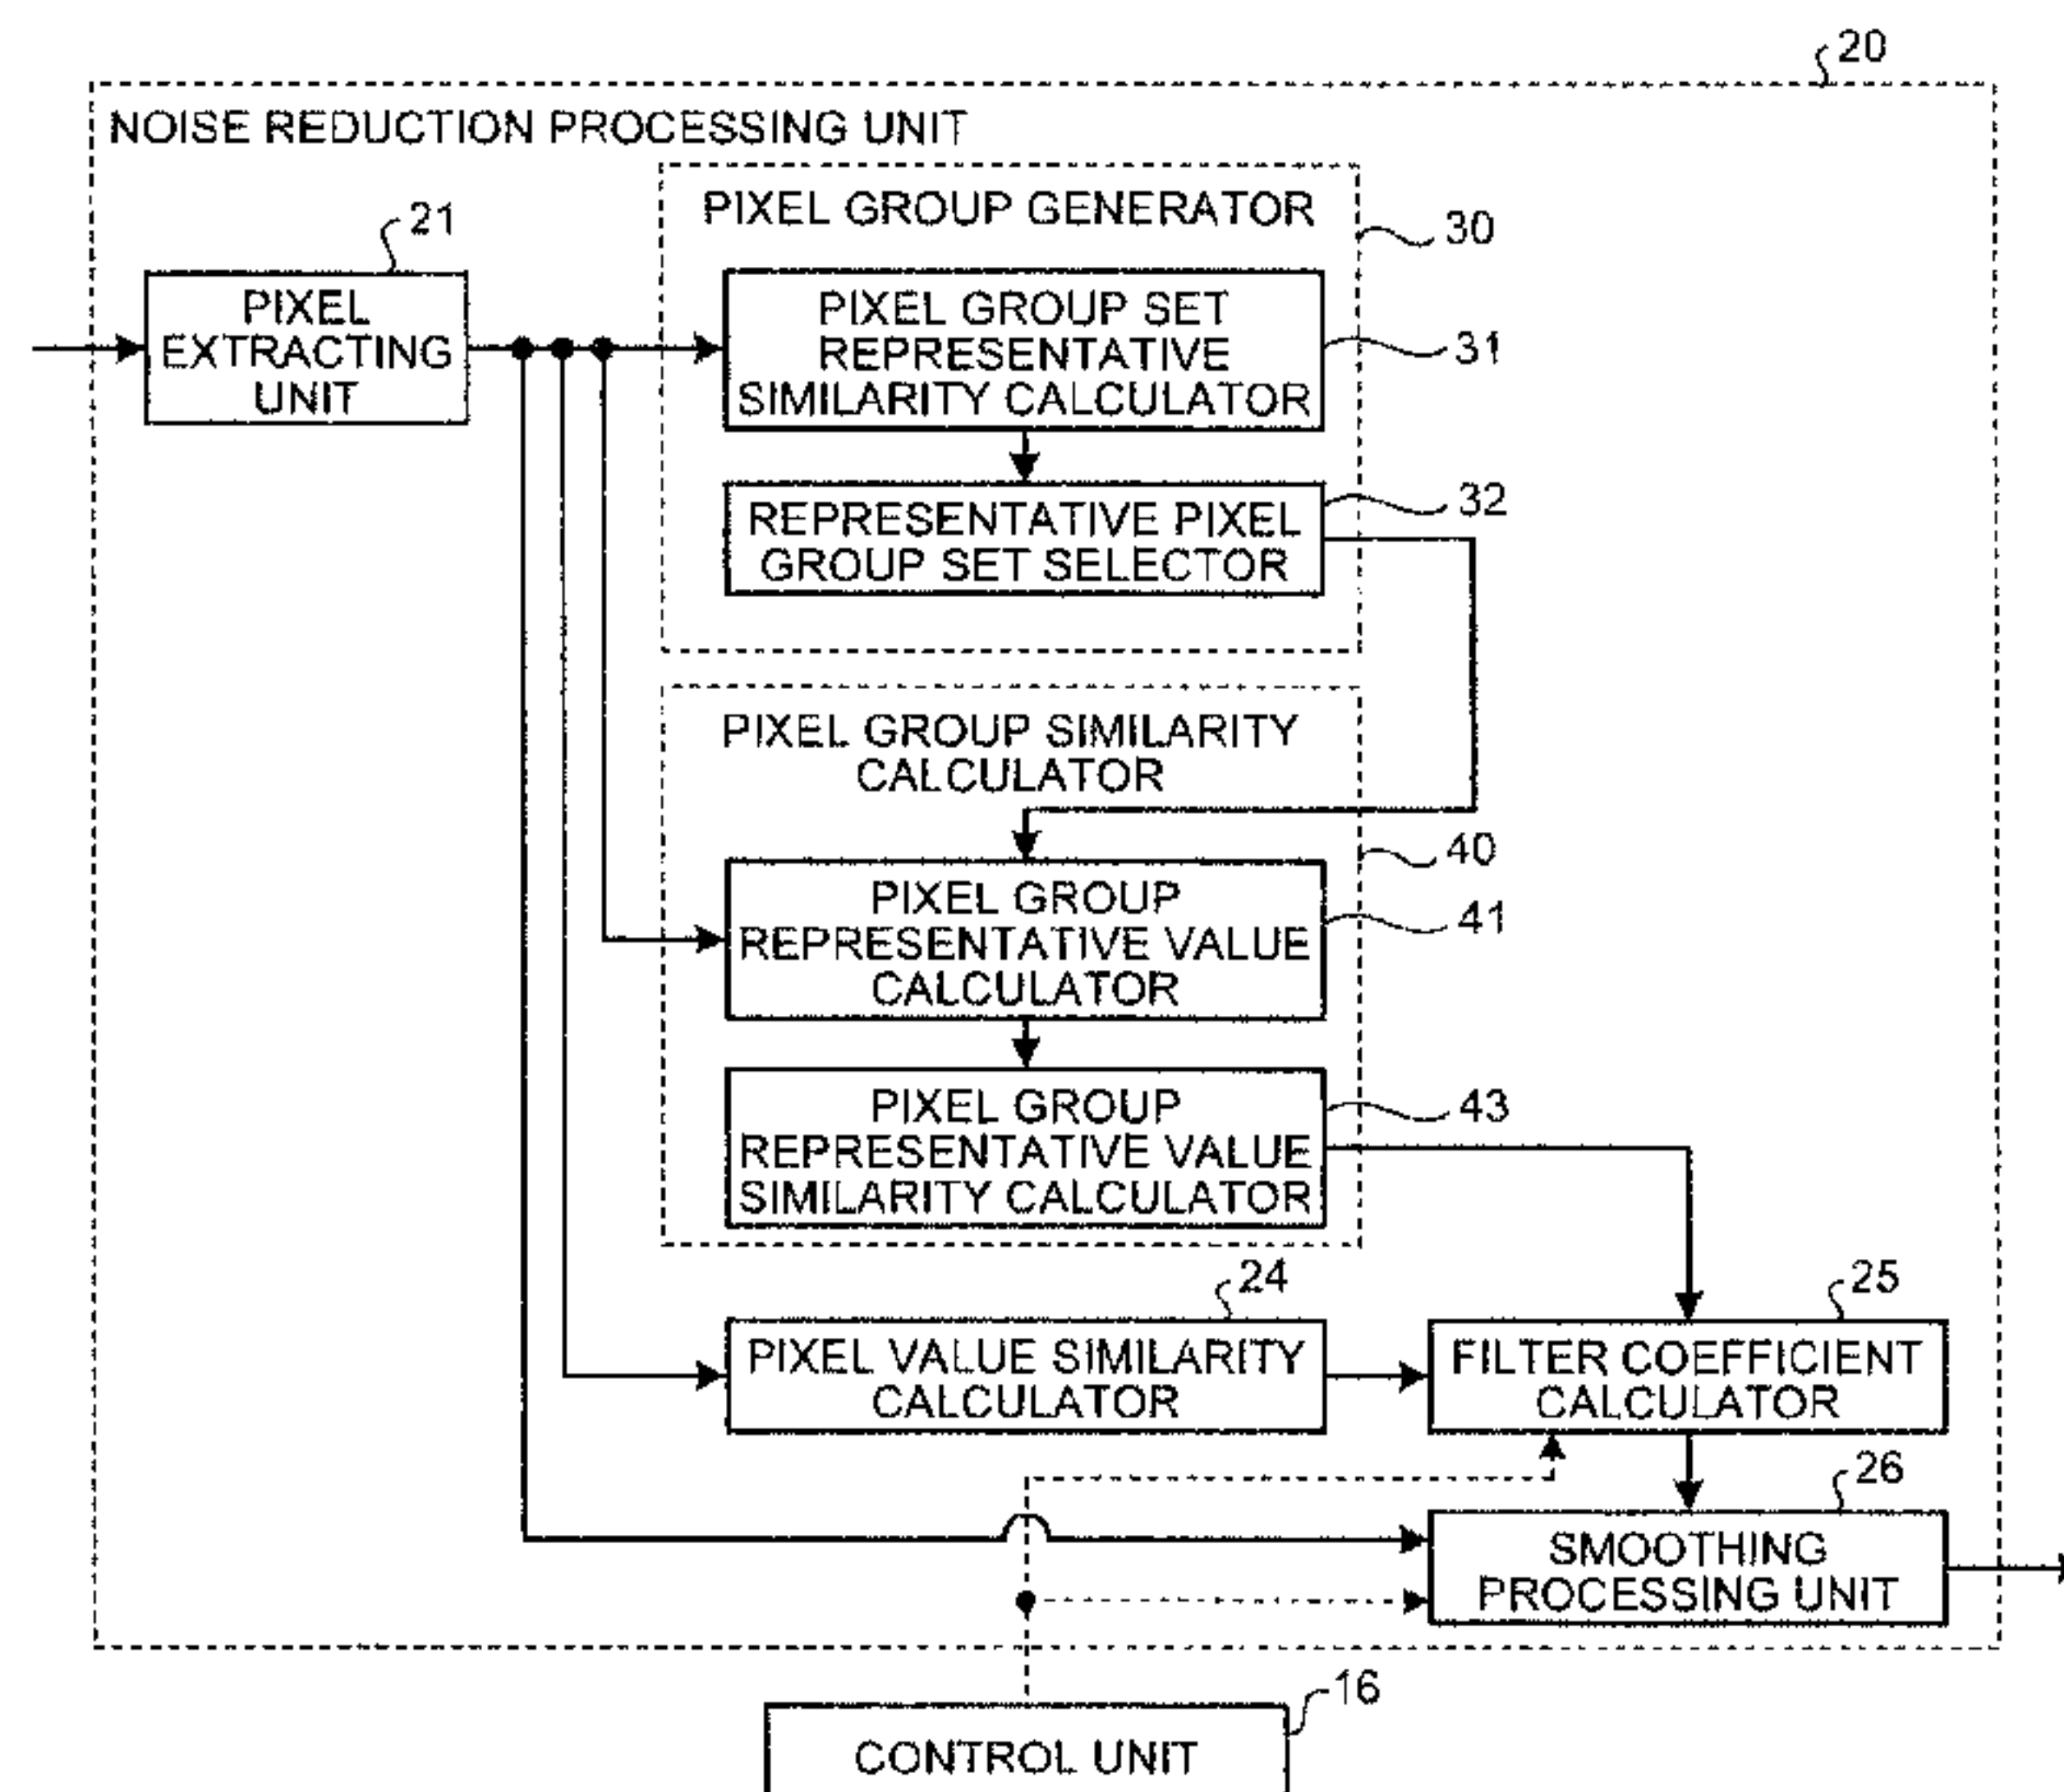 20
NOISE REDUCTION PROCESSING UNIT
PIXEL GROUP GENERATOR
30
21
PIXEL
EXTRACTING
UNIT
PIXEL GROUP SET
REPRESENTATIVE
SIMILARITY CALCULATOR
31
REPRESENTATIVE PIXEL
GROUP SET SELECTOR
32
PIXEL GROUP SIMILARITY
CALCULATOR
40
PIXEL GROUP
REPRESENTATIVE VALUE
CALCULATOR
41
PIXEL GROUP
REPRESENTATIVE VALUE
SIMILARITY CALCULATOR
43
24
PIXEL VALUE SIMILARITY
CALCULATOR
25
FILTER COEFFICIENT
CALCULATOR
26
SMOOTHING
PROCESSING UNIT
16
CONTROL UNIT